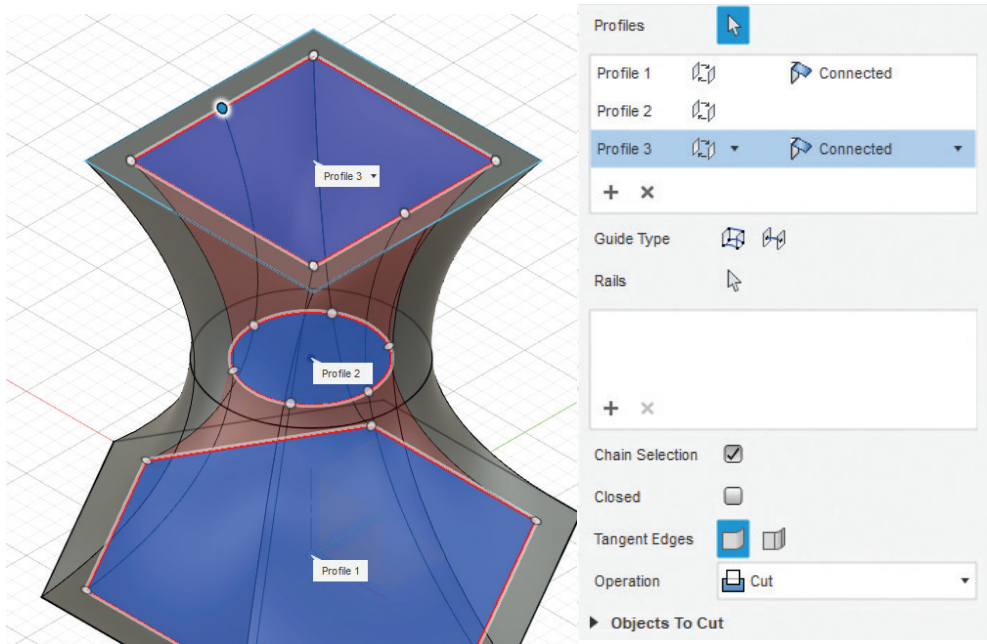 Profile 3
Profile 2
Profile 1
Profiles
Profile 1 Connected
Profile 2
Profile 3 Connected
Guide Type
Rails
Chain Selection
Closed
Tangent Edges
Operation Cut
Objects To Cut